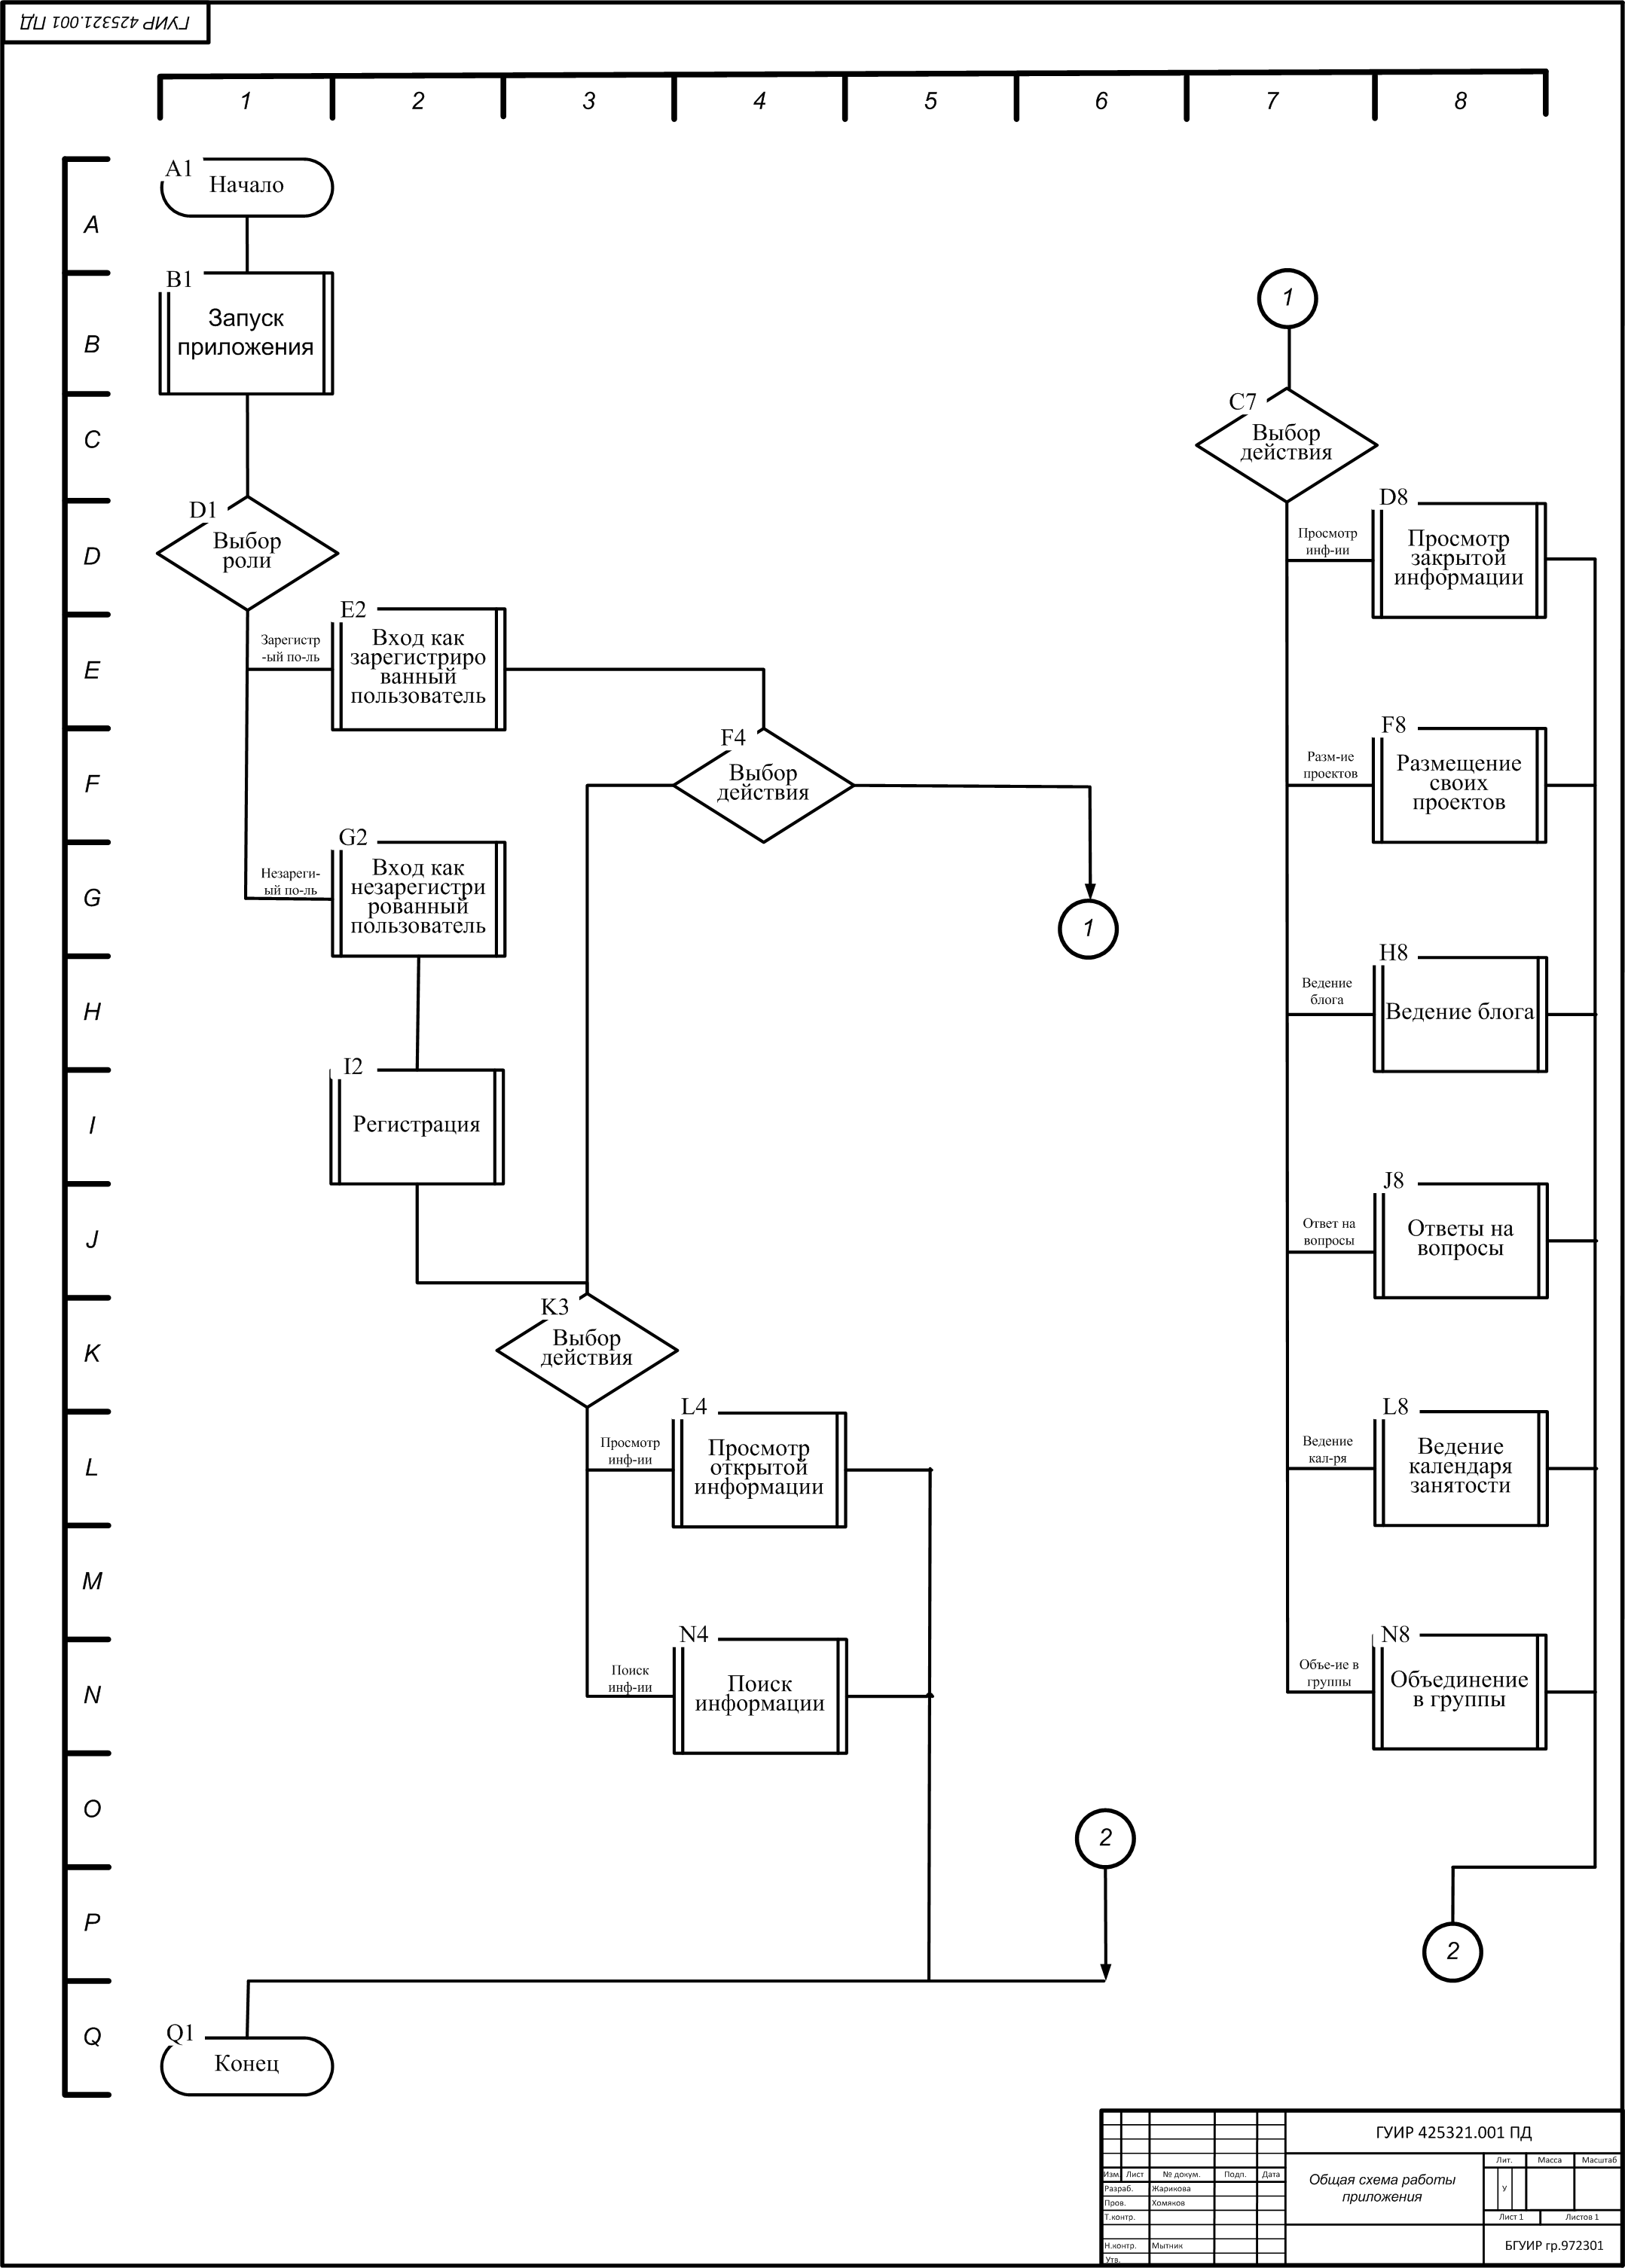 ГУИР 425321.001 ПД
1
2
3
4
5
6
7
8
A
B
C
D
E
F
G
H
I
J
K
L
M
N
O
P
Q
A1
Начало
B1
Запуск
приложения
D1
Выбор
роли
Зарегистр
-ый по-ль
E2
Вход как
зарегистриро
ванный
пользователь
F4
Выбор
действия
1
Незареги-
ый по-ль
G2
Вход как
незарегистри
рованный
пользователь
I2
Регистрация
K3
Выбор
действия
Просмотр
инф-ии
L4
Просмотр
открытой
информации
Поиск
инф-ии
N4
Поиск
информации
2
Q1
Конец
1
C7
Выбор
действия
Просмотр
инф-ии
D8
Просмотр
закрытой
информации
Разм-ие
проектов
F8
Размещение
своих
проектов
Ведение
блога
H8
Ведение блога
Ответ на
вопросы
J8
Ответы на
вопросы
Ведение
кал-ря
L8
Ведение
календаря
занятости
Объе-ие в
группы
N8
Объединение
в группы
2
ГУИР 425321.001 ПД
Изм. Лист № докум. Подп. Дата
Разраб. Жарикова
Пров. Хомяков
Т.контр.
Н.контр. Мытник
Утв.
Общая схема работы
приложения
Лит. Масса Масштаб
У
Лист 1 Листов 1
БГУИР гр.972301